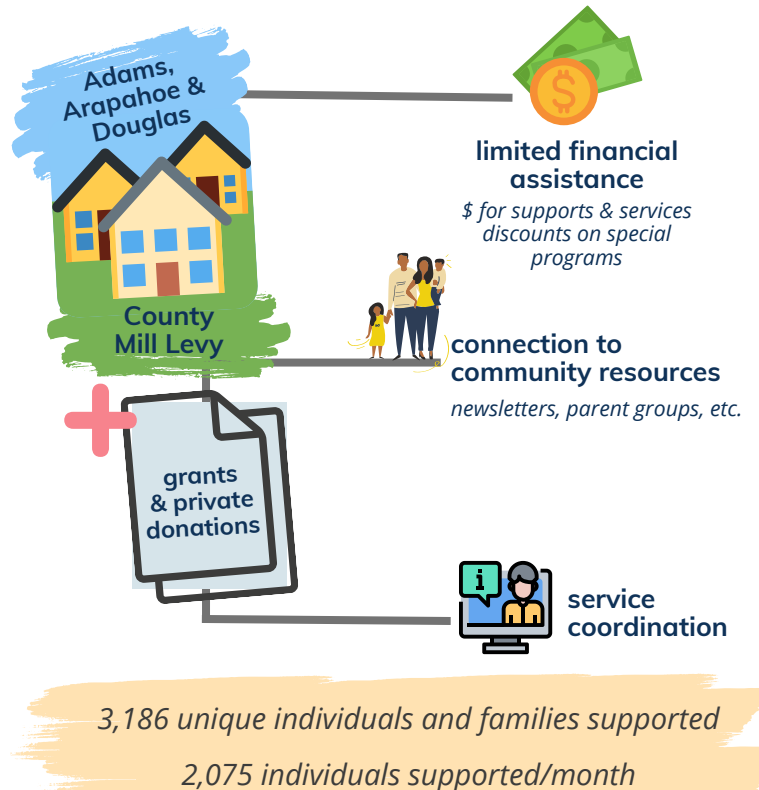 Adams,
Arapahoe &
Douglas
$
limited financial
assistance
$ for supports & services
discounts on special
programs
County
Mill Levy
connection to
community resources
newsletters, parent groups, etc.
grants
& private
donations
i
service
coordination
3,186 unique individuals and families supported
2,075 individuals supported/month